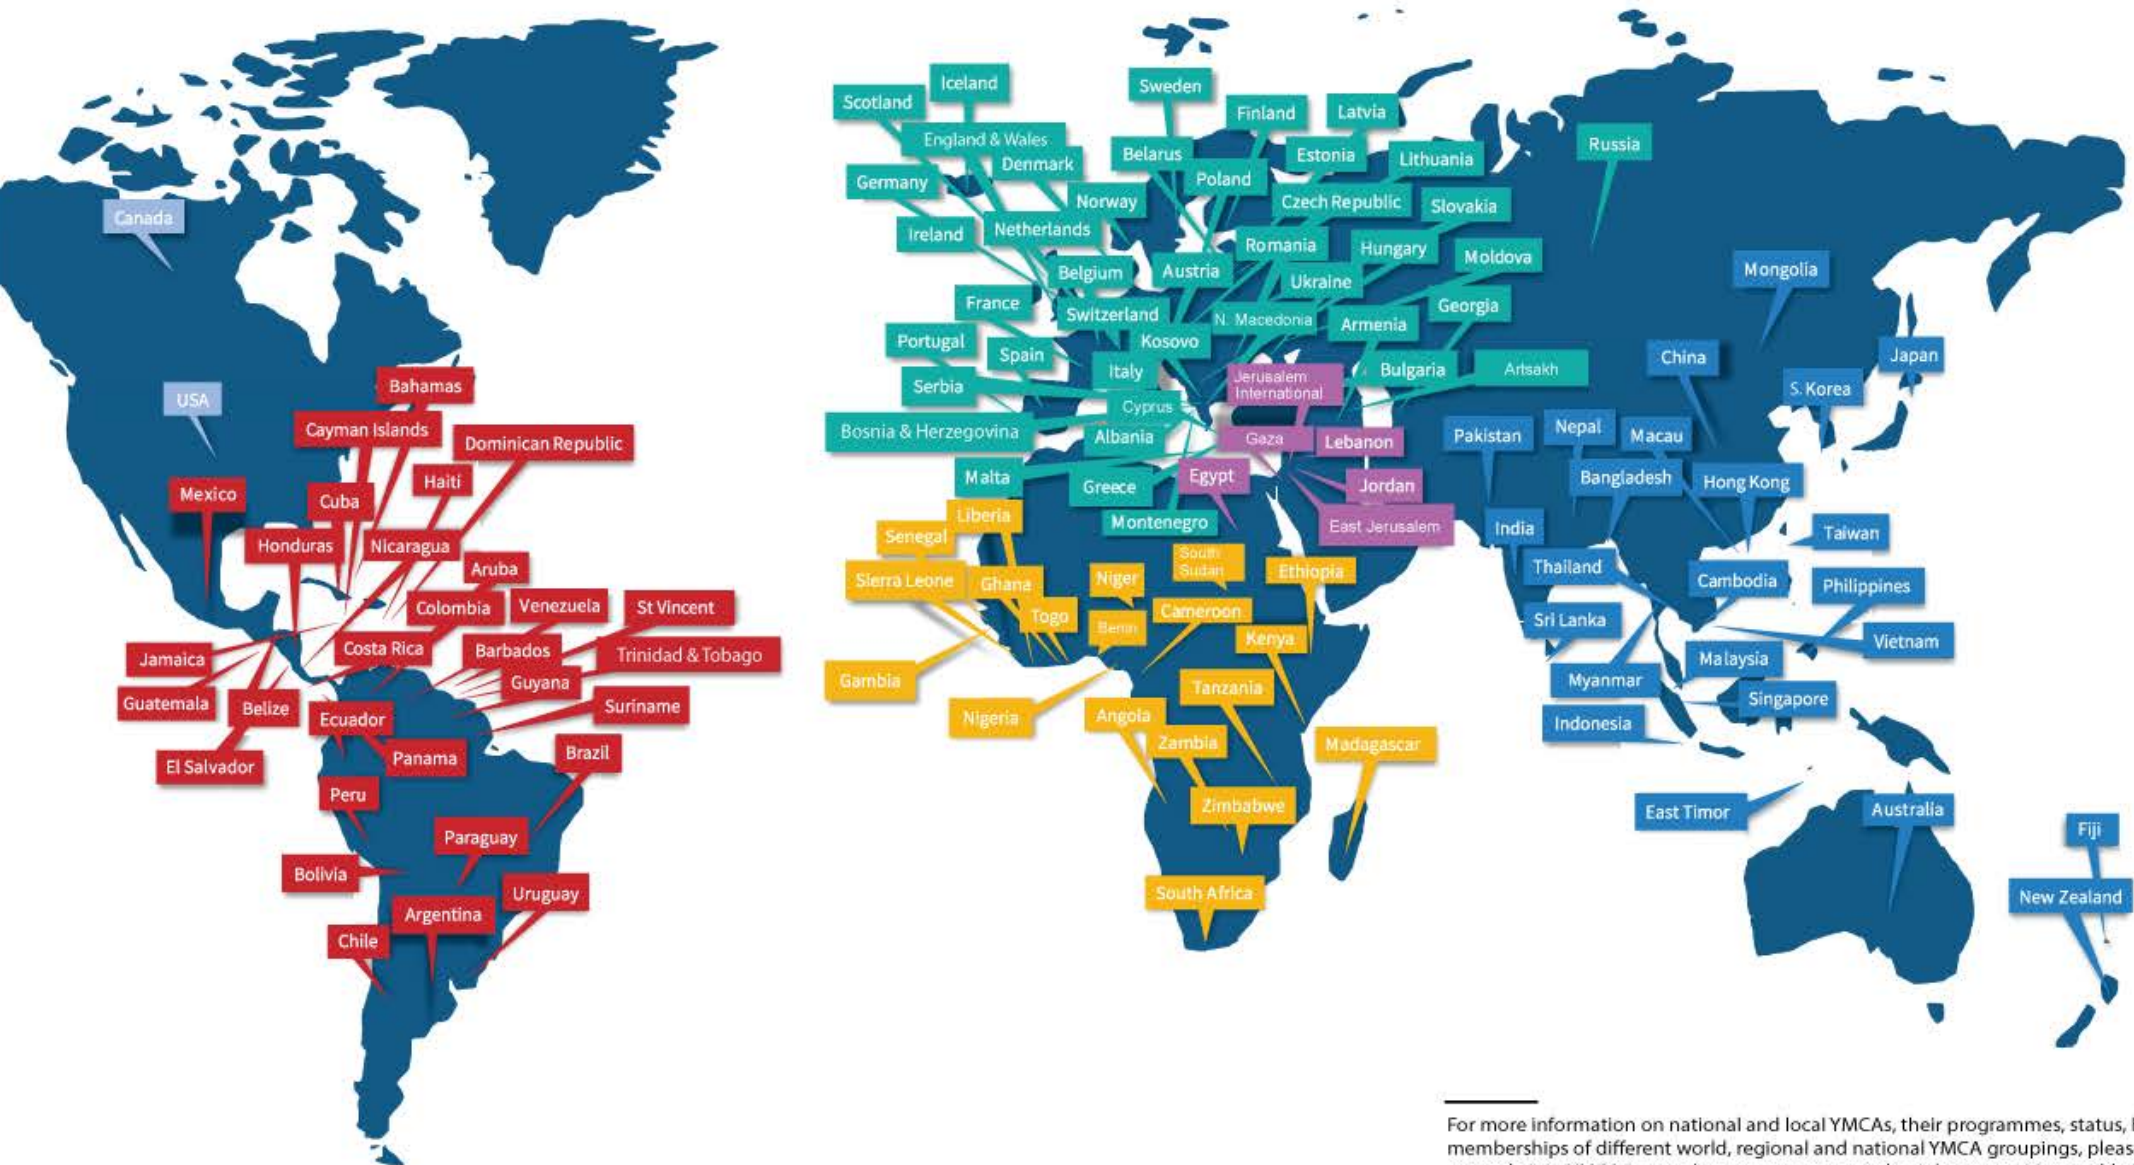 Canada
USA
Bahamas
Cayman Islands
Dominican Republic
Haiti
Mexico
Cuba
Honduras
Nicaragua
Aruba
Colombia
Venezuela
St Vincent
Jamaica
Costa Rica
Barbados
Trinidad & Tobago
Guyana
Guatemala
Belize
Ecuador
Suriname
El Salvador
Panama
Brazil
Peru
Paraguay
Bolivia
Uruguay
Argentina
Chile
Scotland
Iceland
Sweden
Finland
Latvia
England & Wales
Denmark
Belarus
Estonia
Lithuania
Germany
Poland
Norway
Czech Republic
Slovakia
Ireland
Netherlands
Romania
Hungary
Moldova
Belgium
Austria
Ukraine
France
Switzerland
N. Macedonia
Armenia
Georgia
Portugal
Spain
Kosovo
Italy
Bulgaria
Artsakh
Serbia
Cyprus
Bosnia & Herzegovina
Albania
Malta
Greece
Montenegro
Russia
Jerusalem
International
Gaza
Lebanon
Egypt
Jordan
East Jerusalem
Liberia
Senegal
South
Sudan
Sierra Leone
Ghana
Niger
Ethiopia
Togo
Benin
Cameroon
Kenya
Gambia
Nigeria
Tanzania
Angola
Zambia
Madagascar
Zimbabwe
South Africa
Mongolia
China
Japan
S. Korea
Pakistan
Nepal
Macau
Bangladesh
Hong Kong
India
Taiwan
Thailand
Cambodia
Philippines
Sri Lanka
Vietnam
Malaysia
Myanmar
Singapore
Indonesia
East Timor
Australia
Fiji
New Zealand
For more information on national and local YMCAs, their programmes, status,
memberships of different world, regional and national YMCA groupings, pleas